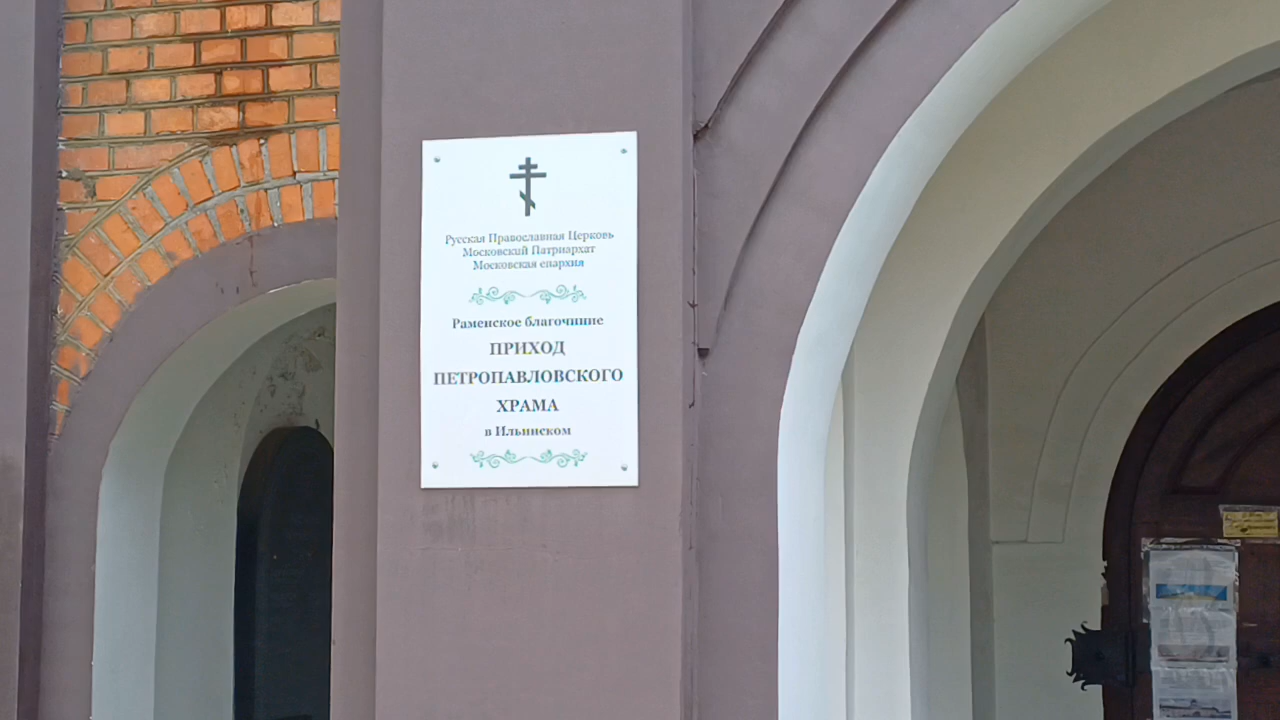 Русская Православная Церковь
Московский Патриархат
Московская епархия
Раменское благочиние
ПРИХОД
ПЕТРОПАВЛОВСКОГО
ХРАМА
в Ильинском